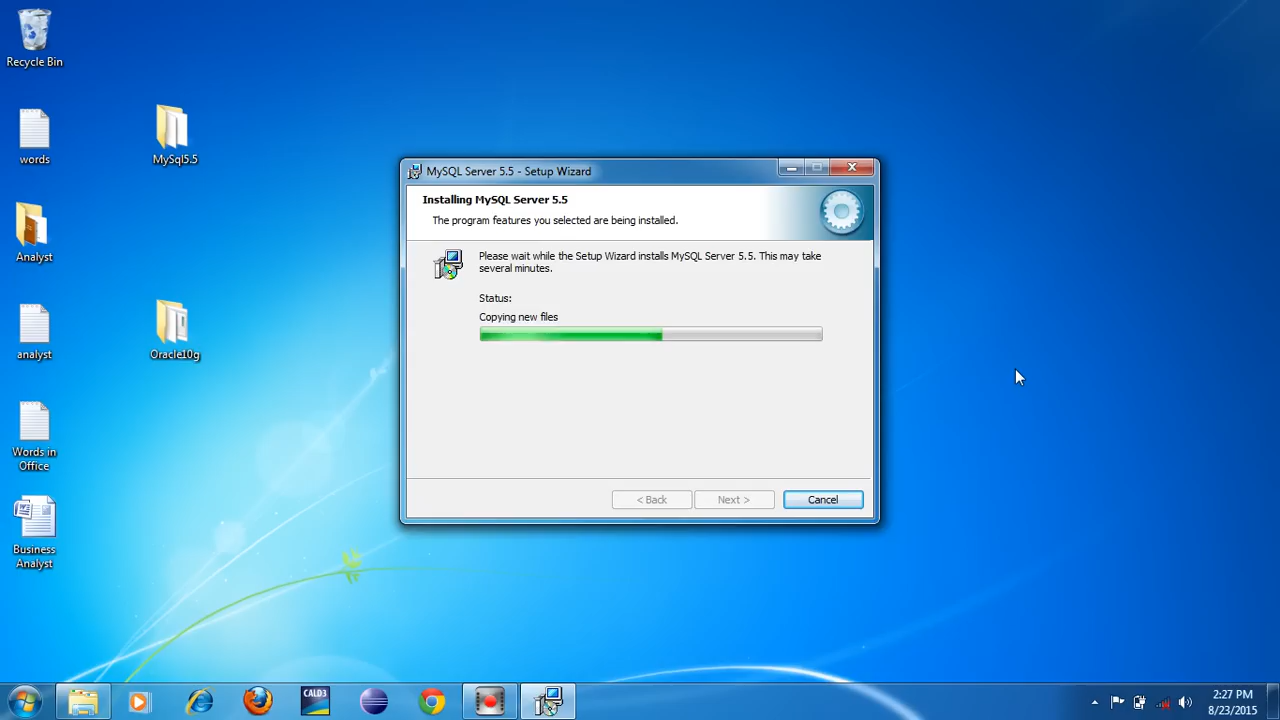 Recycle Bin
words
MySql5.5
Analyst
analyst
Oracle10g
Words in
Office
Business
Analyst
MySQL Server 5.5 - Setup Wizard
Installing MySQL Server 5.5
The program features you selected are being installed.
Please wait while the Setup Wizard installs MySQL Server 5.5. This may take
several minutes.
Status:
Copying new files
< Back
Next >
Cancel
CALD3
2:27 PM
8/23/2015